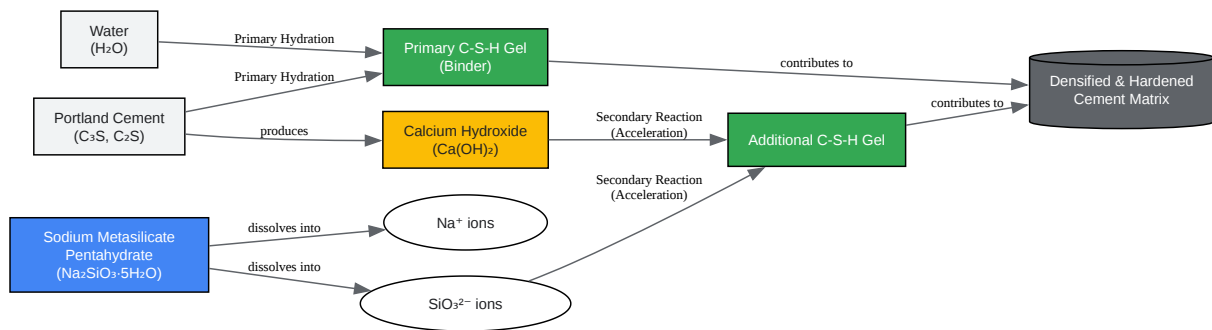 Water
(H₂O)
Primary Hydration
Primary C-S-H Gel
(Binder)
contributes to
Densified & Hardened
Cement Matrix
Primary Hydration
Portland Cement
(C₃S, C₂S)
produces
Calcium Hydroxide
(Ca(OH)₂)
Secondary Reaction
(Acceleration)
Additional C-S-H Gel
contributes to
Secondary Reaction
(Acceleration)
Sodium Metasilicate
Pentahydrate
(Na₂SiO₃·5H₂O)
dissolves into
Na⁺ ions
dissolves into
SiO₃²⁻ ions